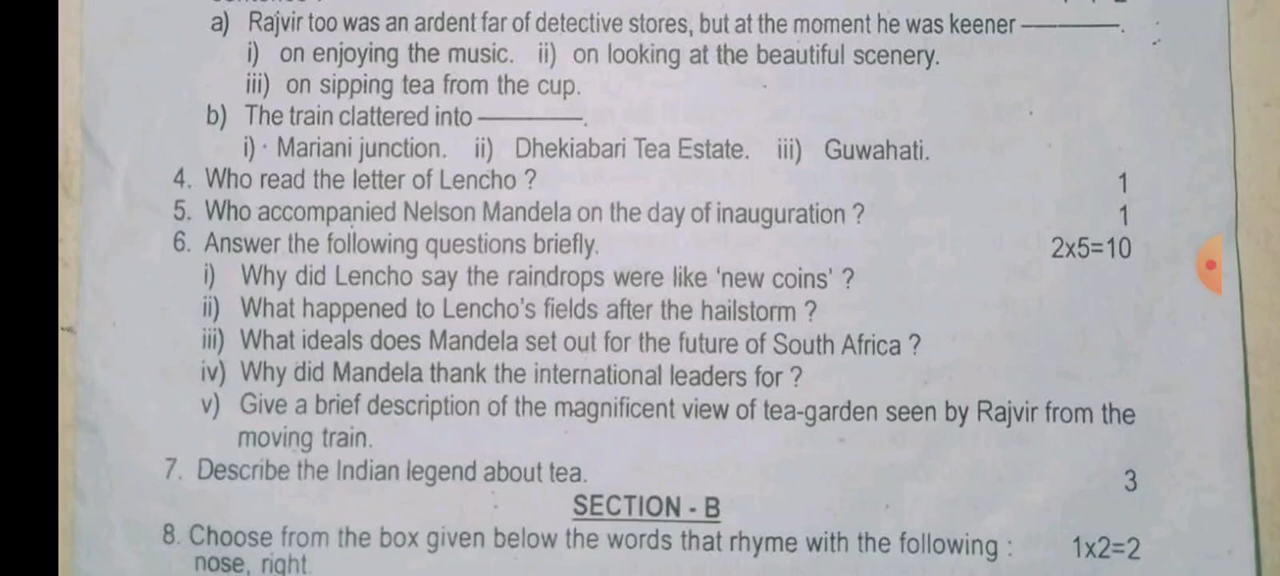 a) Rajvir too was an ardent far of detective stores, but at the moment he was keener ————.
i) on enjoying the music. ii) on looking at the beautiful scenery.
iii) on sipping tea from the cup.
b) The train clattered into ————.
i) Mariani junction. ii) Dhekiabari Tea Estate. iii) Guwahati.
4. Who read the letter of Lencho ? 1
5. Who accompanied Nelson Mandela on the day of inauguration ? 1
6. Answer the following questions briefly. 2x5=10
i) Why did Lencho say the raindrops were like 'new coins' ?
ii) What happened to Lencho's fields after the hailstorm ?
iii) What ideals does Mandela set out for the future of South Africa ?
iv) Why did Mandela thank the international leaders for ?
v) Give a brief description of the magnificent view of tea-garden seen by Rajvir from the
moving train.
7. Describe the Indian legend about tea. 3
SECTION - B
8. Choose from the box given below the words that rhyme with the following : 1x2=2
nose, right